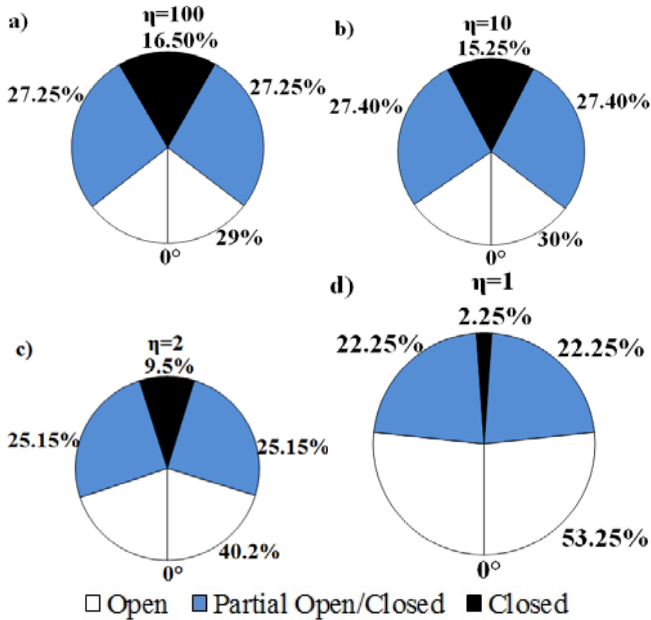 a)
η=100
16.50%
27.25%
27.25%
29%
0°
b)
η=10
15.25%
27.40%
27.40%
30%
0°
c)
η=2
9.5%
25.15%
25.15%
40.2%
0°
d)
η=1
2.25%
22.25%
22.25%
53.25%
0°
Open Partial Open/Closed Closed